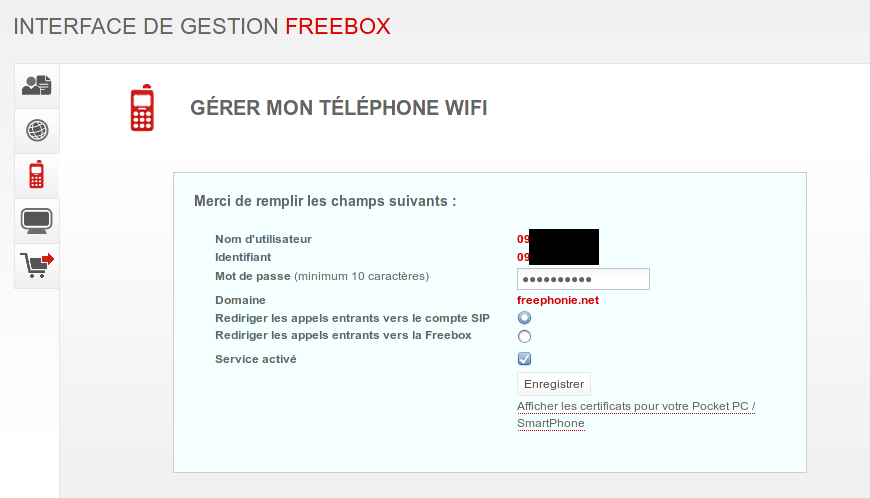 INTERFACE DE GESTION FREEBOX
GÉRER MON TÉLÉPHONE WIFI
Merci de remplir les champs suivants :
Nom d'utilisateur 09
Identifiant 09
Mot de passe (minimum 10 caractères) ••••••••••
Domaine freephonie.net
Rediriger les appels entrants vers le compte SIP
Rediriger les appels entrants vers la Freebox
Service activé
Enregistrer
Afficher les certificats pour votre Pocket PC /
SmartPhone